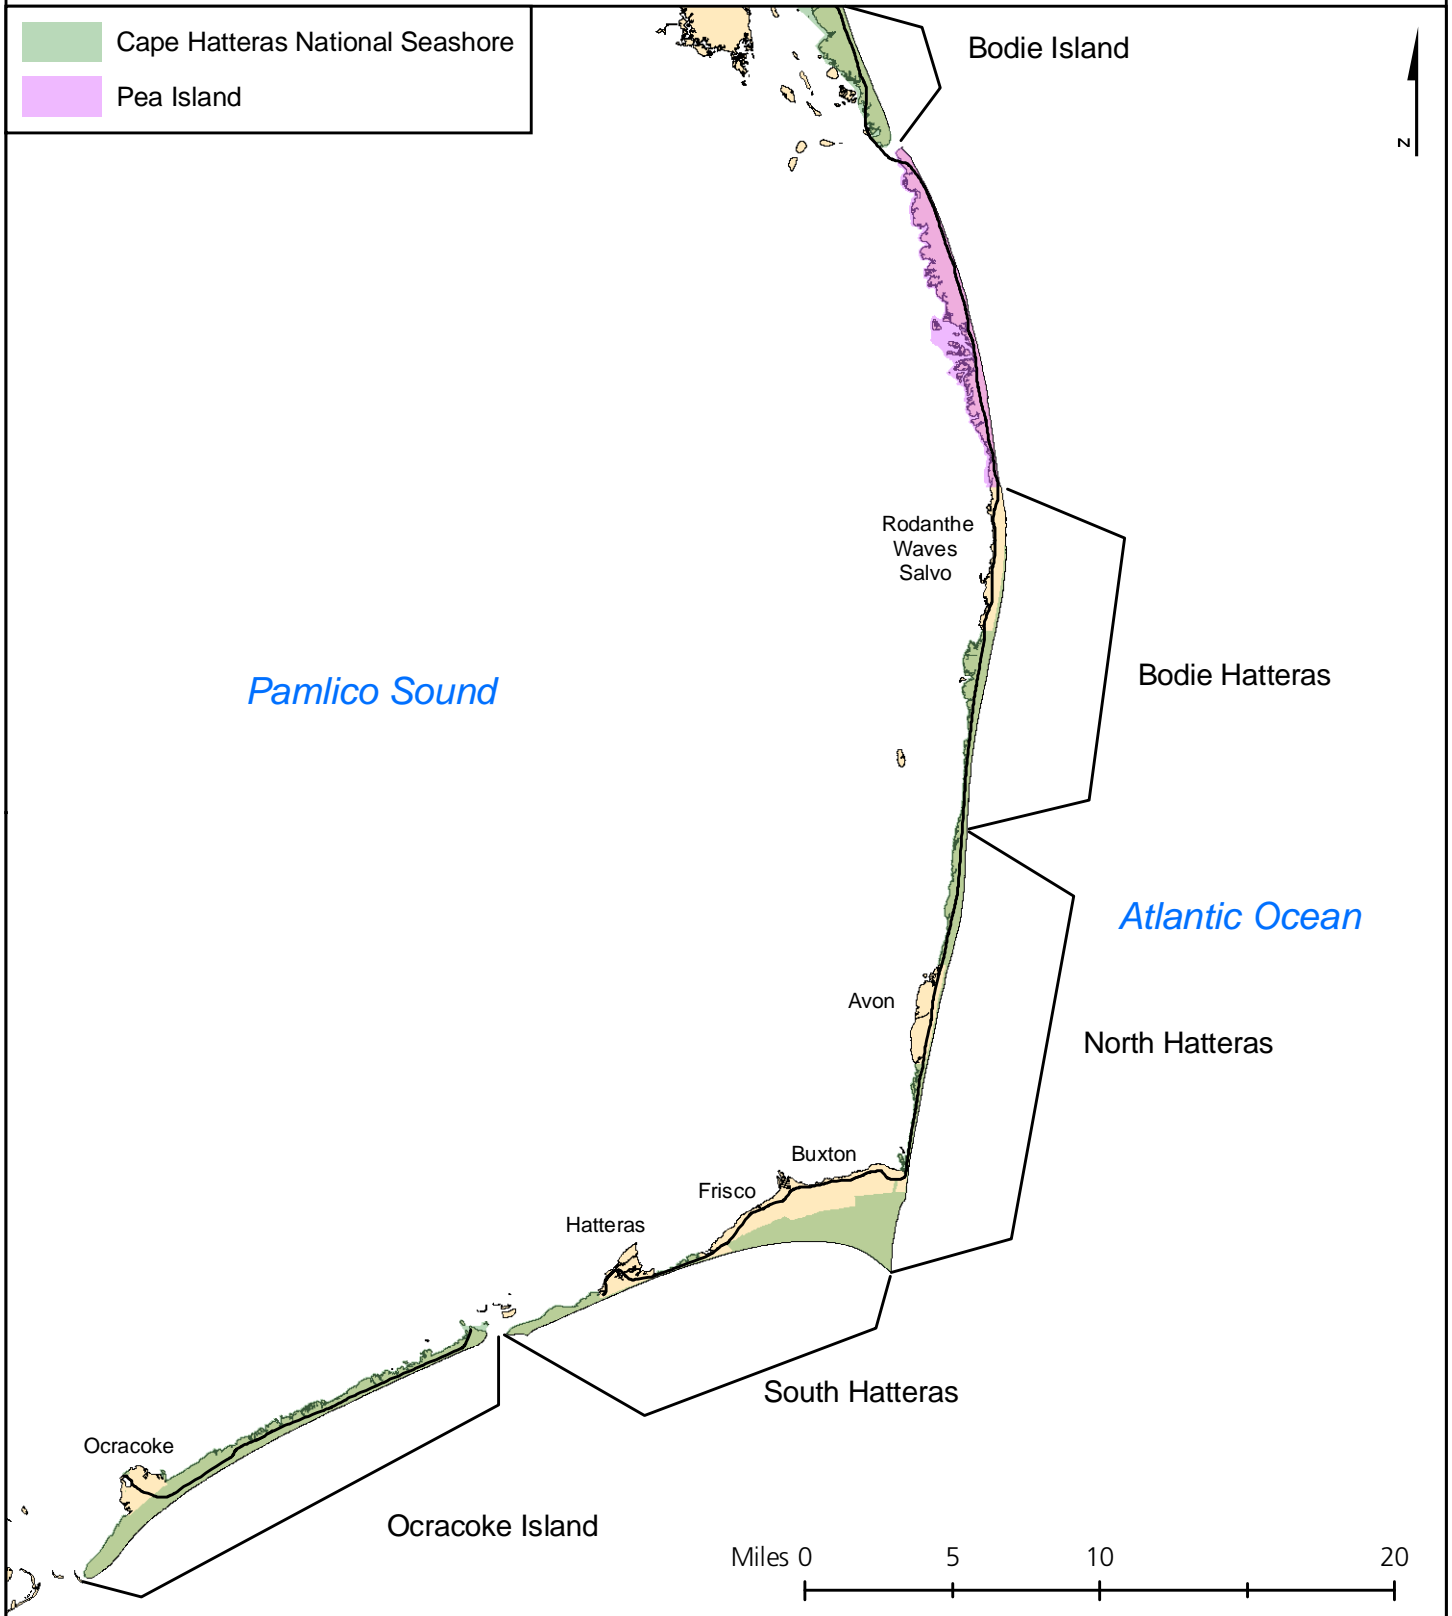 Cape Hatteras National Seashore
Pea Island
Bodie Island
N
Rodanthe
Waves
Salvo
Pamlico Sound
Bodie Hatteras
Atlantic Ocean
Avon
North Hatteras
Buxton
Frisco
Hatteras
South Hatteras
Ocracoke
Ocracoke Island
Miles 0 5 10 20